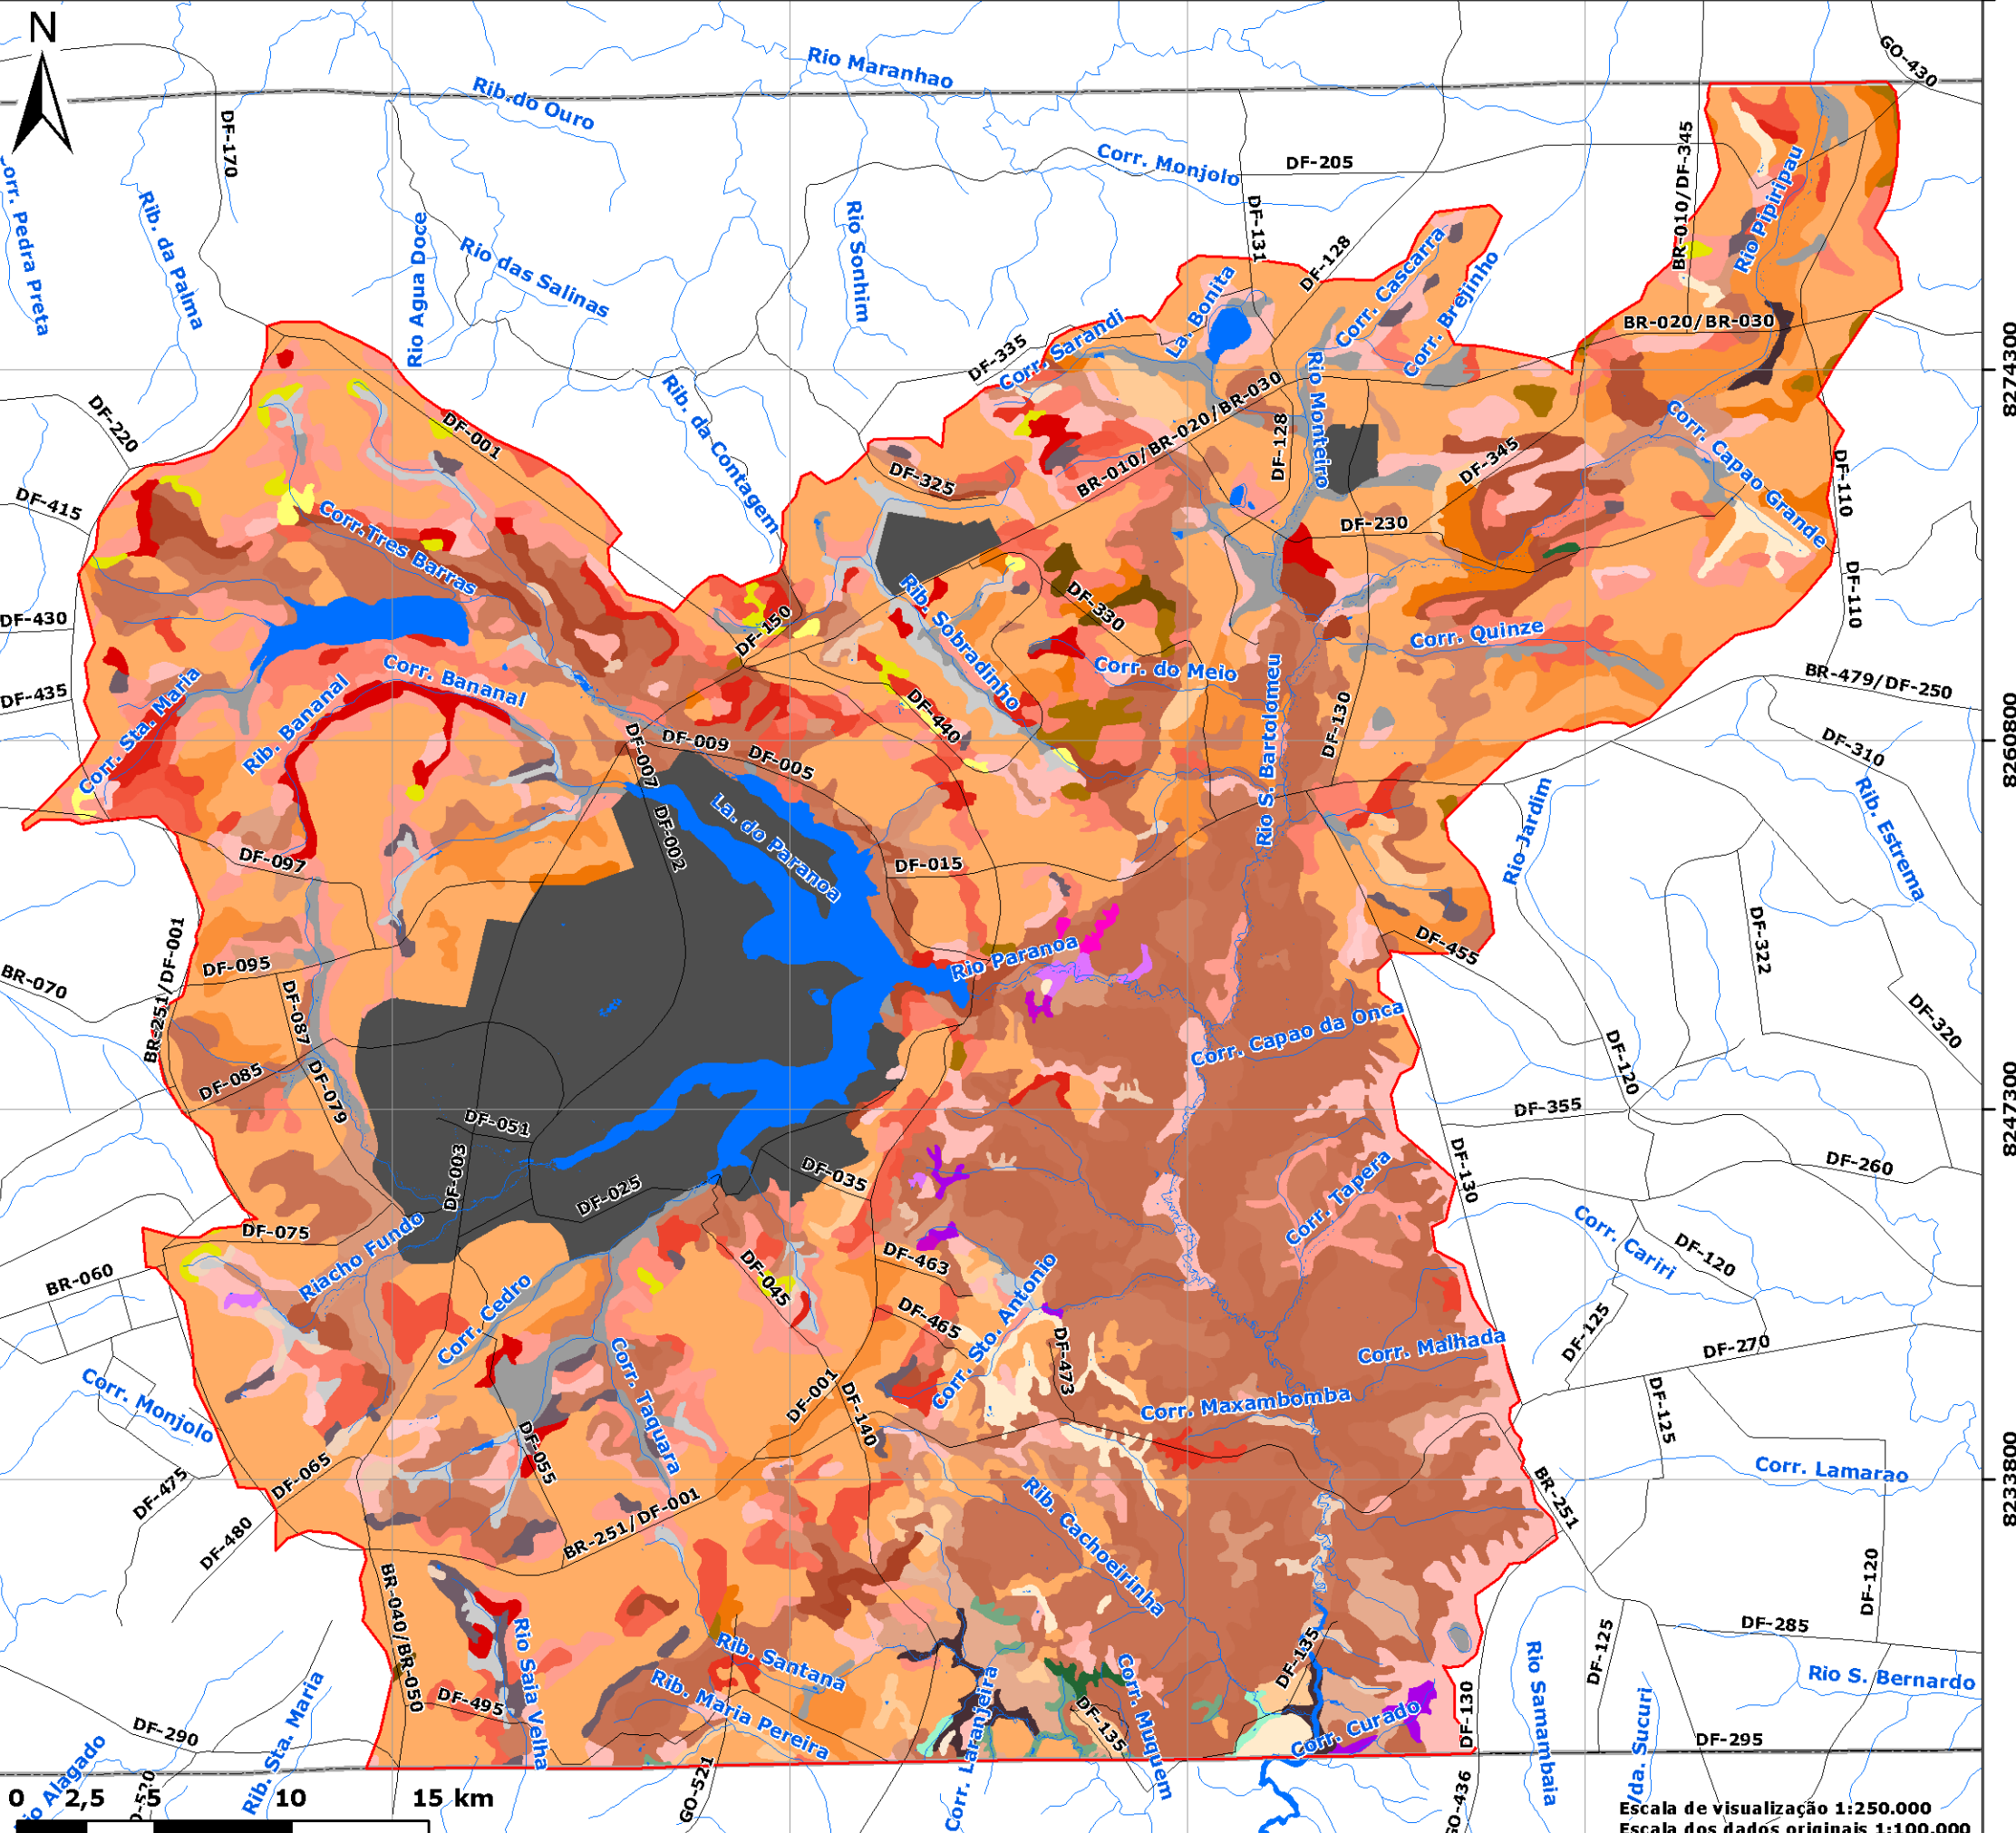 N
GO-430
Rio Maranhao
Rib.do Ouro
DF-170
Corr. Monjolo
DF-205
BR-010/DF-345
Corr. Pedra Preta
Rib. da Palma
Rio Agua Doce
Rio das Salinas
Rio Sonhim
DF-131
DF-128
Corr. Cascarra
Corr. Brejinho
Rio Pipiripau
La. Bonita
BR-020/BR-030
DF-335
Corr. Sarandi
8274300
DF-220
DF-001
Rib. da Contagem
DF-325
BR-010/BR-020/BR-030
DF-128
Rio Monteiro
DF-345
Corr. Capao Grande
DF-110
DF-415
Corr.Tres Barras
DF-230
DF-430
DF-150
Rib. Sobradinho
DF-330
Corr. Quinze
DF-110
DF-435
Corr. Sta. Maria
Rib. Bananal
Corr. Bananal
Corr. do Meio
DF-440
Rio S. Bartolomeu
DF-130
BR-479/DF-250
8260800
DF-007
DF-009
DF-005
DF-310
DF-002
La. do Paranoa
Rio Jardim
Rib. Estrema
DF-097
DF-015
BR-251/DF-001
DF-095
DF-087
BR-070
Rio Paranoa
DF-455
DF-322
DF-320
Corr. Capao da Onca
DF-085
DF-079
DF-120
DF-051
DF-355
8247300
DF-003
DF-025
DF-035
Corr. Tapera
DF-130
DF-260
DF-075
Riacho Fundo
BR-060
DF-045
DF-463
Corr. Cariri
DF-120
Corr. Cedro
DF-465
Corr. Sto. Antonio
DF-473
DF-125
DF-270
Corr. Malhada
Corr. Monjolo
Corr. Taquara
DF-001
DF-140
Corr. Maxambomba
DF-125
DF-475
DF-065
DF-055
Corr. Lamarao
BR-251
8233800
DF-480
BR-251/DF-001
Rib. Cachoeirinha
BR-040/BR-050
DF-120
Rio Saia Velha
Rib. Santana
Rib. Maria Pereira
Corr. Laranjeira
Corr. Muquem
DF-135
DF-135
Corr. Curado
DF-130
Rio Samambaia
DF-125
DF-285
Rio S. Bernardo
DF-495
DF-290
Rib. Sta. Maria
GO-521
DF-295
Alagado
Sucuri
GO-436
0 2,5 5 10 15 km
Escala de visualização 1:250.000
Escala dos dados originais 1:100.000